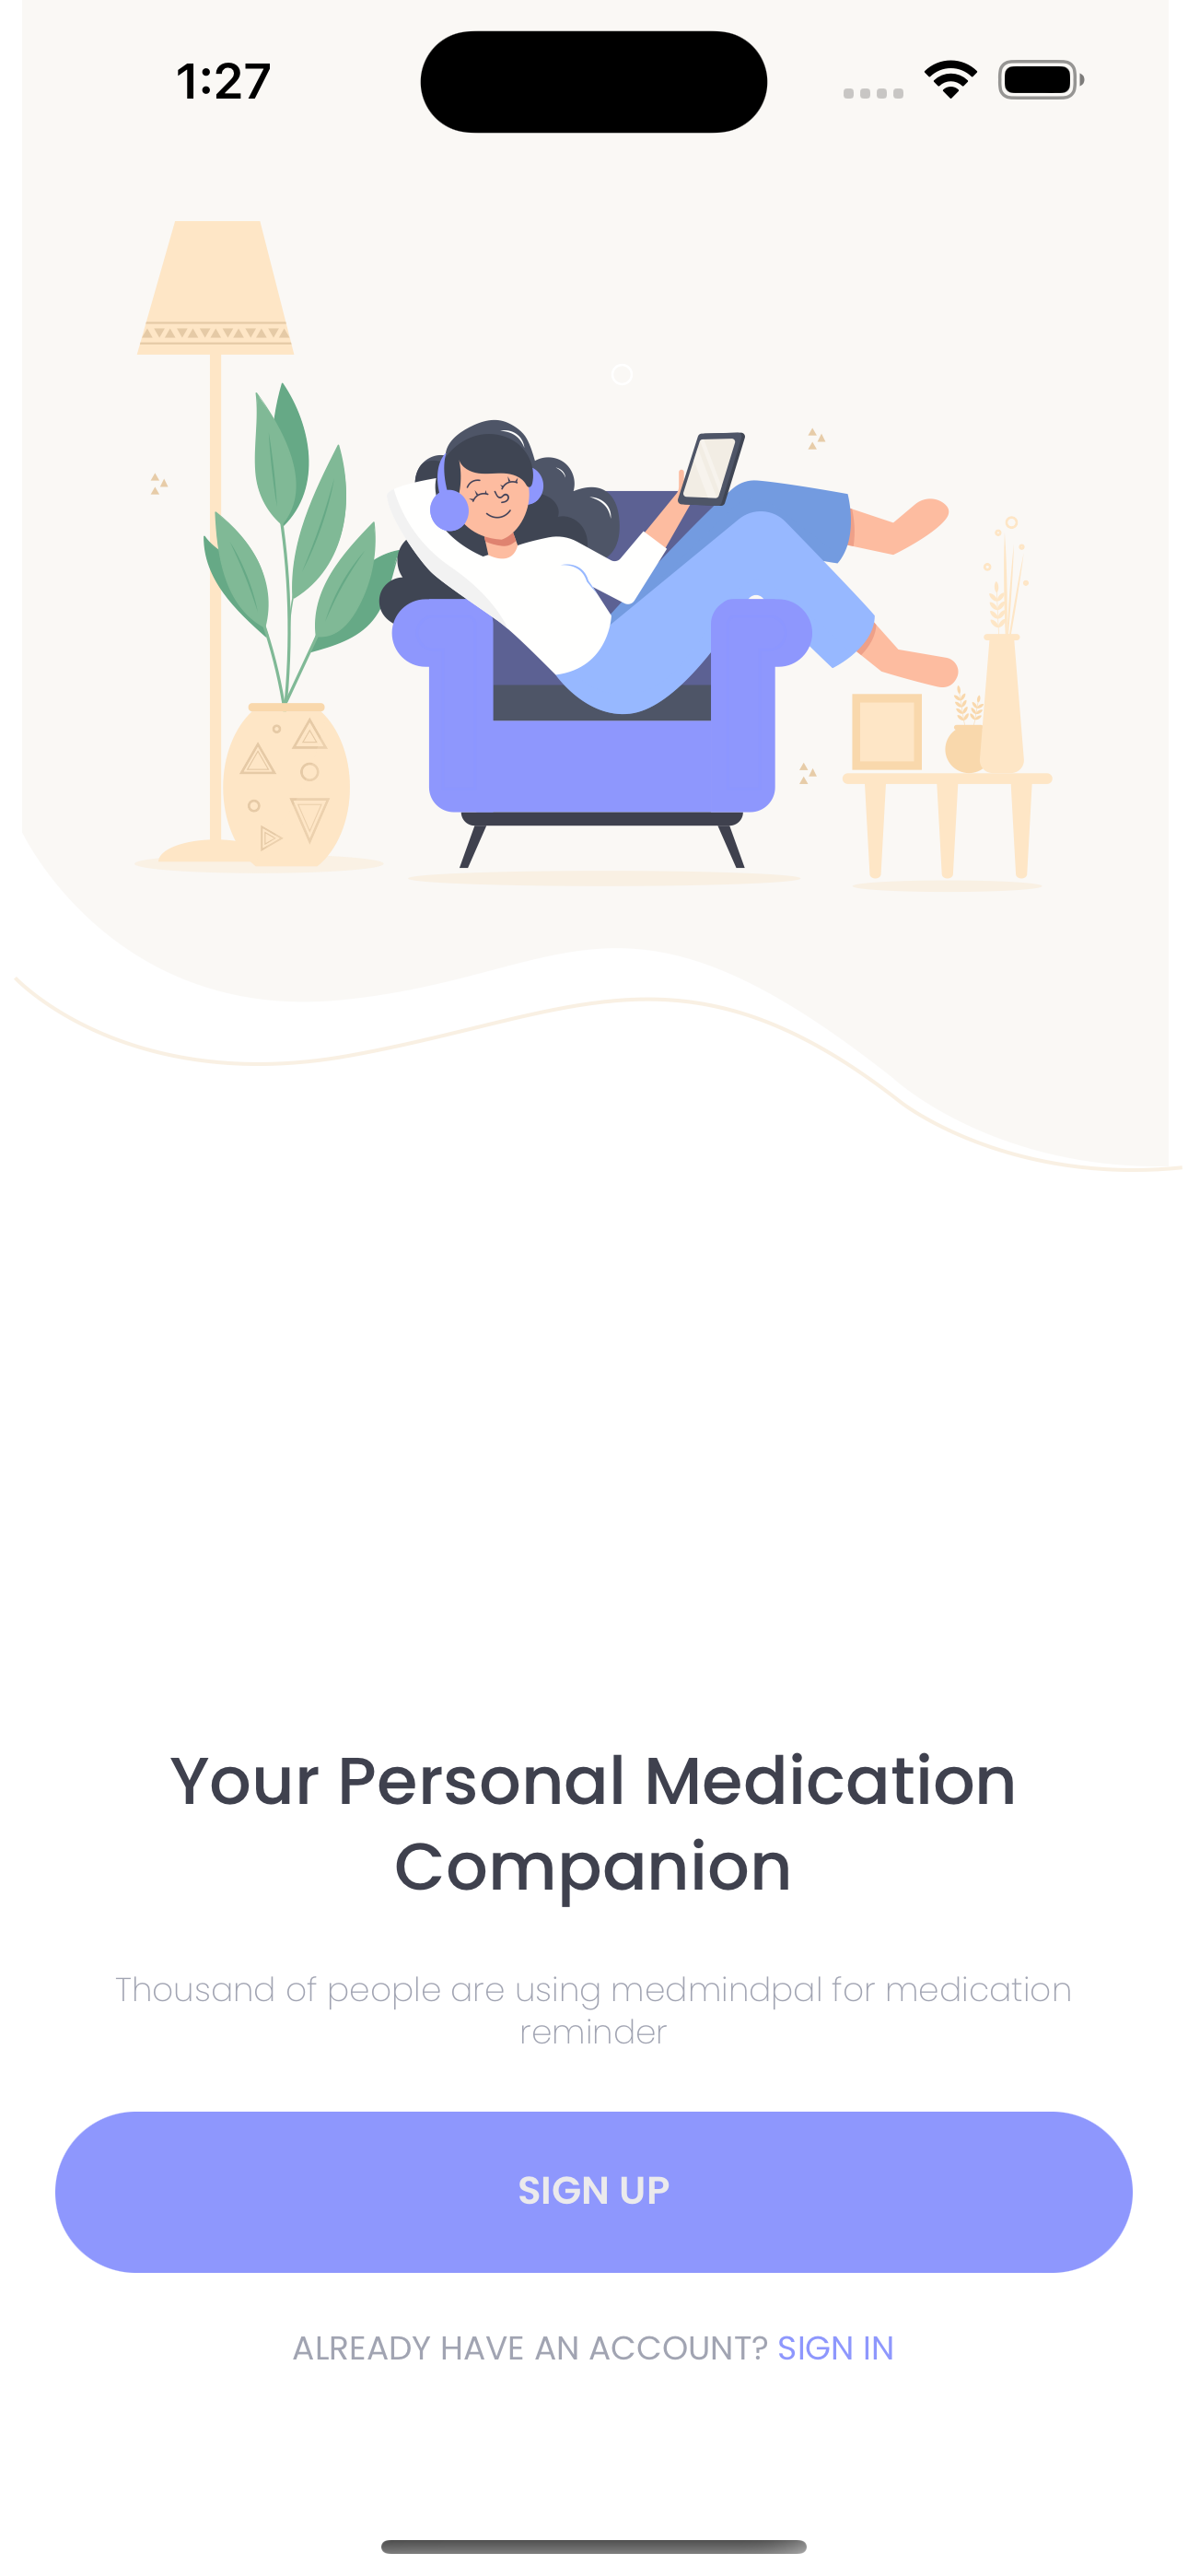 1:27
Your Personal Medication
Companion
Thousand of people are using medmindpal for medication
reminder
SIGN UP
ALREADY HAVE AN ACCOUNT? SIGN IN